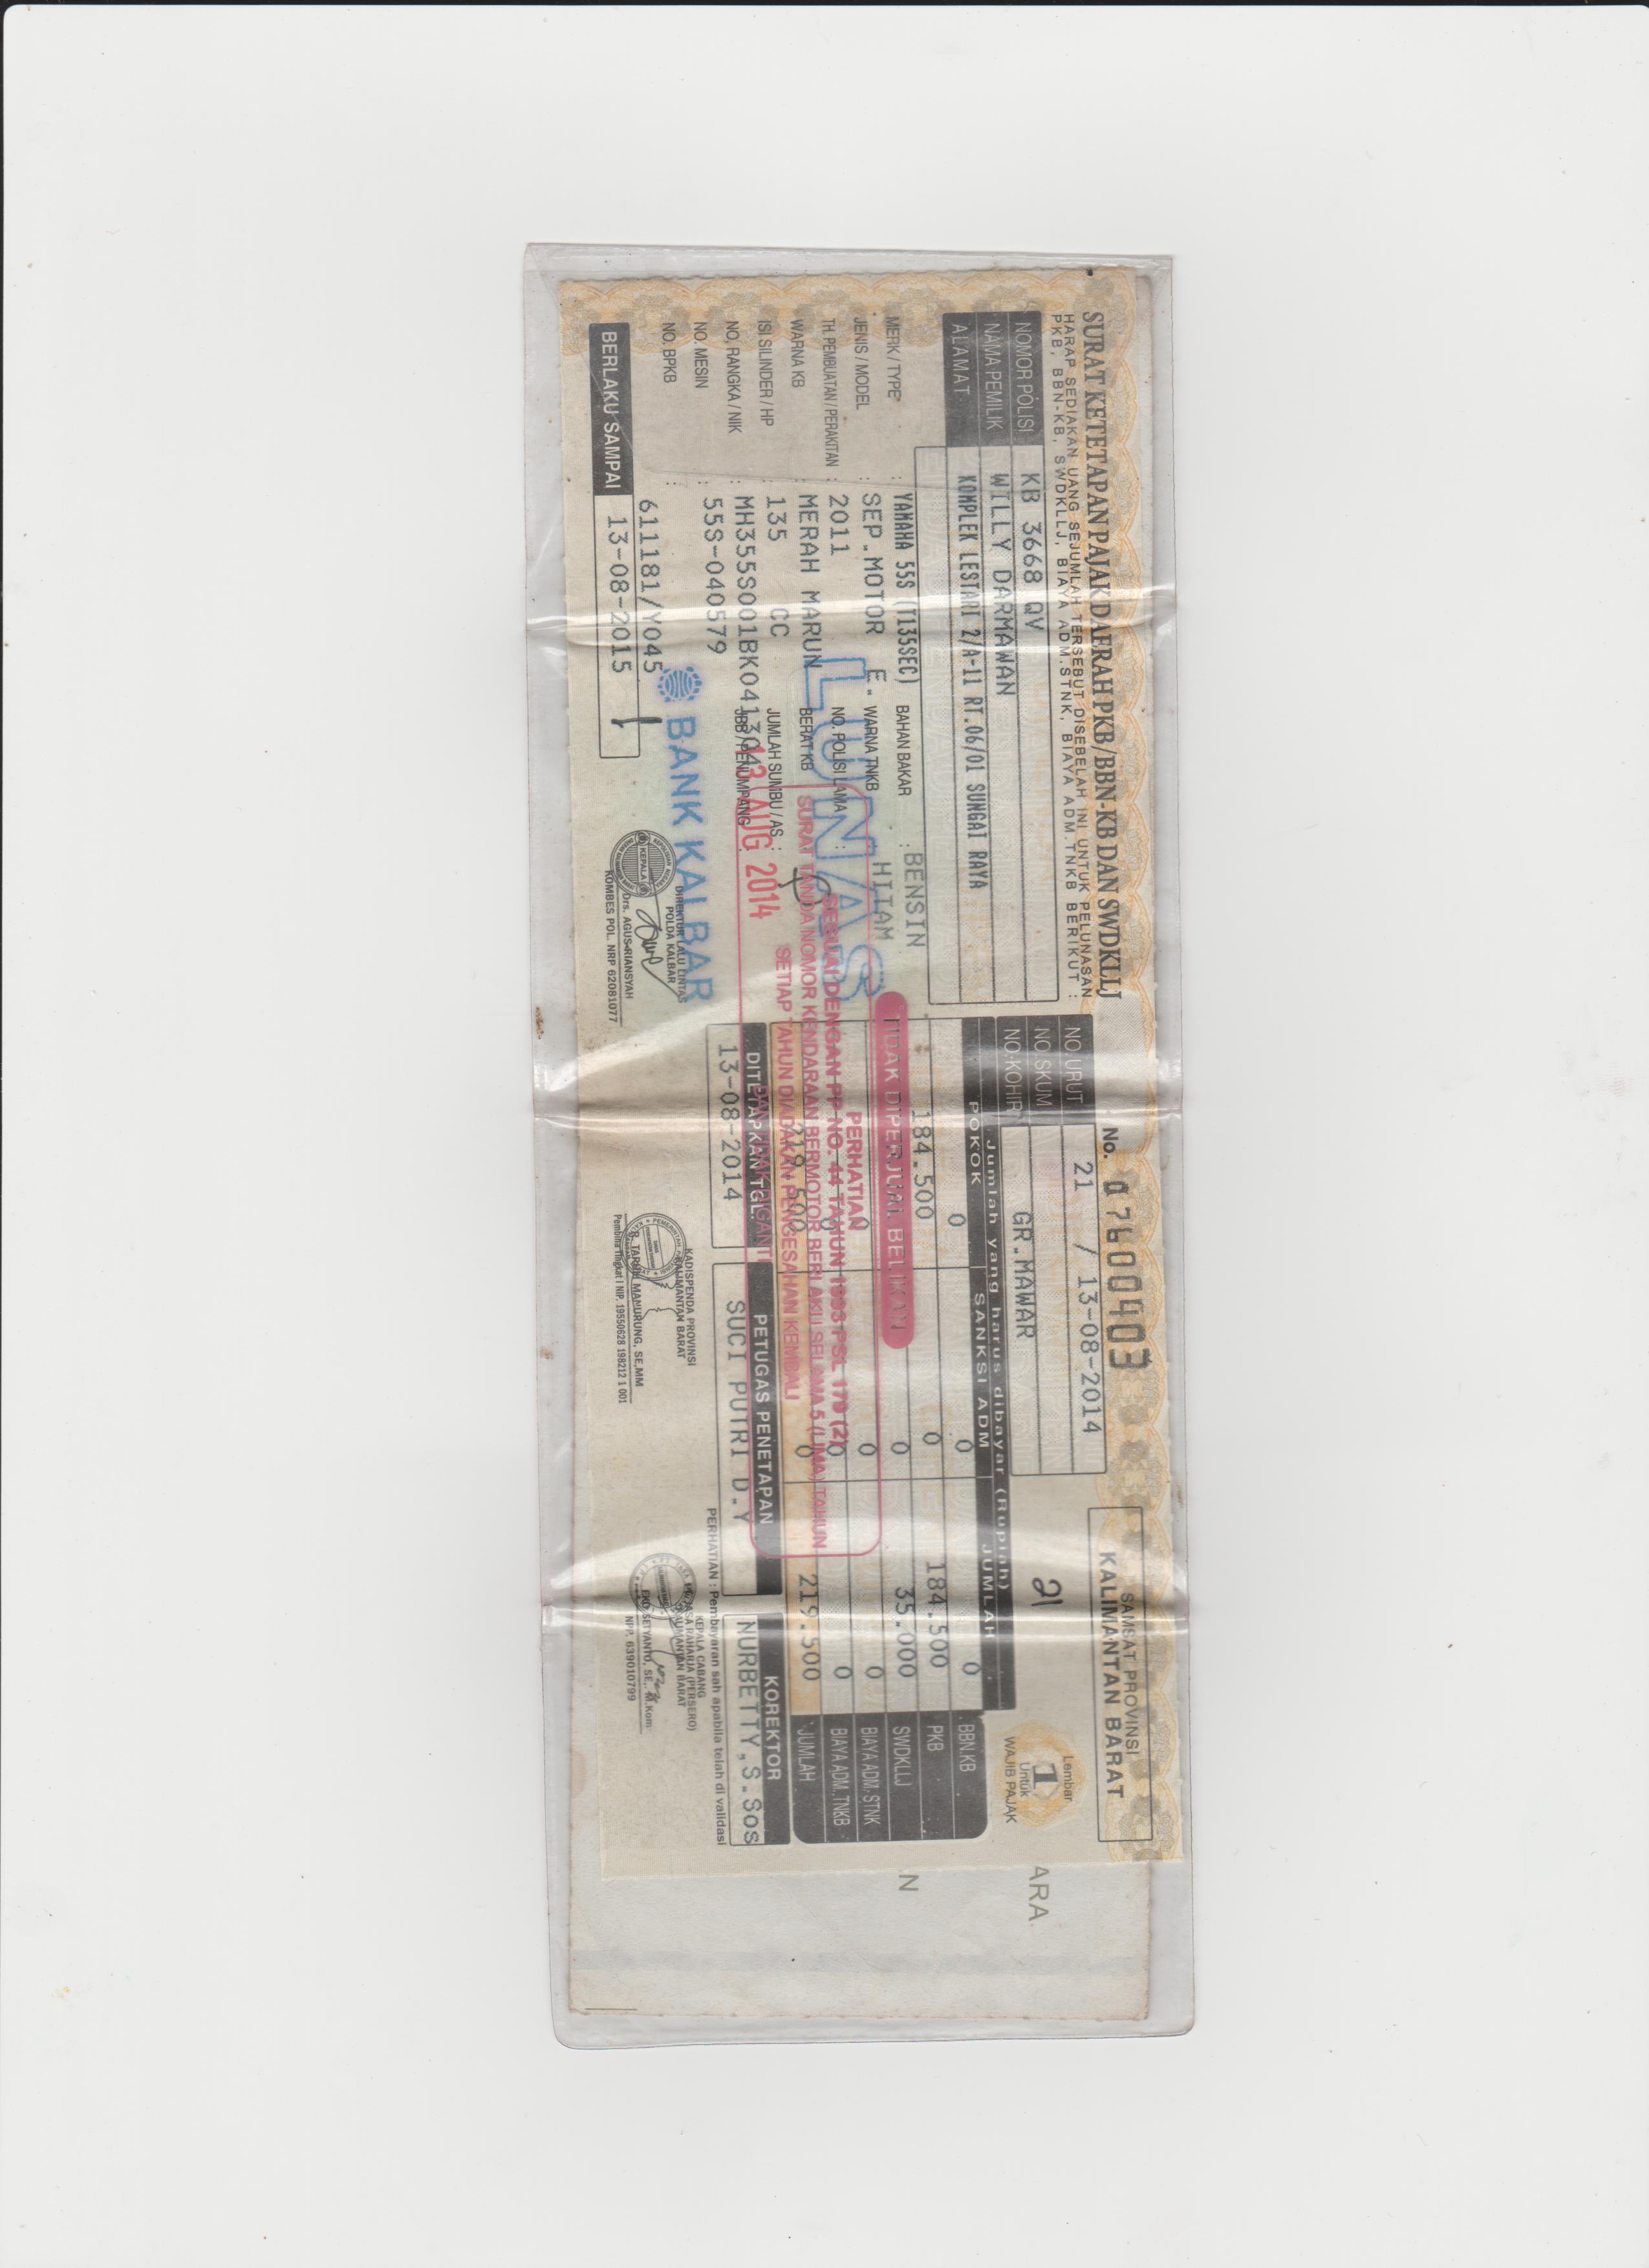 SURAT KETETAPAN PAJAK DAERAH PKB/BBN-KB DAN SWDKLLJ
HARAP SEDIAKAN UANG SEJUMLAH TERSEBUT DISEBELAH INI UNTUK PELUNASAN
PKB, BBN-KB, SWDKLLJ, BIAYA ADM.STNK, BIAYA ADM.TNKB BERIKUT :
NOMOR POLISI KB 3668 QV
NAMA PEMILIK WILLY DARMAWAN
ALAMAT KOMPLEK LESTARI 2/A-11 RT.06/01 SUNGAI RAYA
MERK / TYPE : YAMAHA 55S (T135SEC) BAHAN BAKAR : BENSIN
JENIS / MODEL : SEP.MOTOR E. WARNA TNKB HITAM
TH. PEMBUATAN / PERAKITAN : 2011 NO. POLISI LAMA :
WARNA KB : MERAH MARUN BERAT KB
ISI SILINDER / HP : 135 CC JUMLAH SUMBU / AS :
NO. RANGKA / NIK : MH355S001BK041304 JBB / PENUMPANG :
NO. MESIN : 55S-040579
NO. BPKB : 611181/Y045
BERLAKU SAMPAI 13-08-2015
LUNAS
13 AUG 2014
BANK KALBAR
DIREKTUR LALU LINTAS
POLDA KALBAR
KEPALA
Drs. AGUS RIANSYAH
KOMBES POL. NRP 62081077
No. 07600403
NO. URUT 21 / 13-08-2014
NO. SKUM
NO. KOHIR GR.MAWAR
21
SAMSAT PROVINSI
KALIMANTAN BARAT
Lembar
1
Untuk
WAJIB PAJAK
Jumlah yang harus dibayar (Rupiah)
POKOK SANKSI ADM JUMLAH
0 0 0 BBN.KB
184.500 0 184.500 PKB
0 35.000 SWDKLLJ
0 0 0 BIAYA ADM. STNK
0 0 BIAYA ADM. TNKB
219.500 0 219.500 JUMLAH
TIDAK DIPERJUAL BELIKAN
PERHATIAN
SESUAI DENGAN PP NO. 44 TAHUN 1993 PSL 179 (2)
SURAT TANDA NOMOR KENDARAAN BERMOTOR BERLAKU SELAMA 5 (LIMA) TAHUN
SETIAP TAHUN DIADAKAN PENGESAHAN KEMBALI
DITETAPKAN TGL. PETUGAS PENETAPAN KOREKTOR
13-08-2014 SUCI PUTRI D.Y NURBETTY,S.Sos
PERHATIAN : Pembayaran sah apabila telah di validasi
KADISPENDA PROVINSI
KALIMANTAN BARAT
MANURUNG, SE,MM
Pembina Tingkat I NIP. 19550628 198212 1 001
KEPALA CABANG
JASA RAHARJA (PERSERO)
KALIMANTAN BARAT
SETYANTO, SE, M.Kom
NPP. 639010799
ARA
N